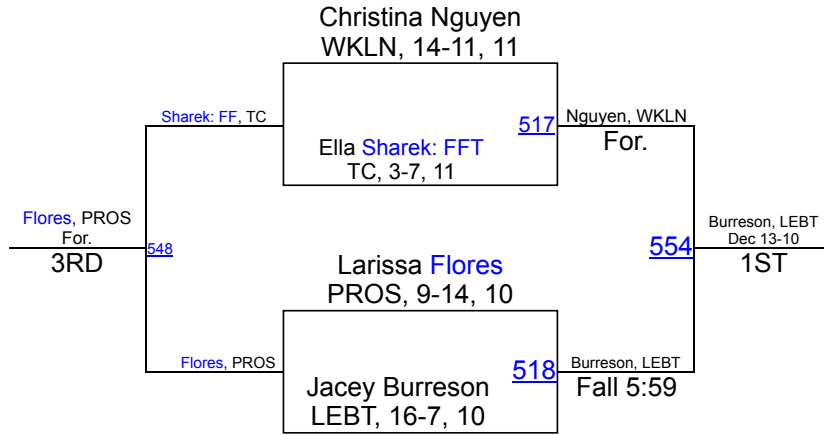 Christina Nguyen
WKLN, 14-11, 11
Sharek: FF, TC
517
Nguyen, WKLN
For.
Ella Sharek: FFT
TC, 3-7, 11
Flores, PROS
For.
3RD
548
554
Burreson, LEBT
Dec 13-10
1ST
Larissa Flores
PROS, 9-14, 10
Flores, PROS
518
Burreson, LEBT
Fall 5:59
Jacey Burreson
LEBT, 16-7, 10